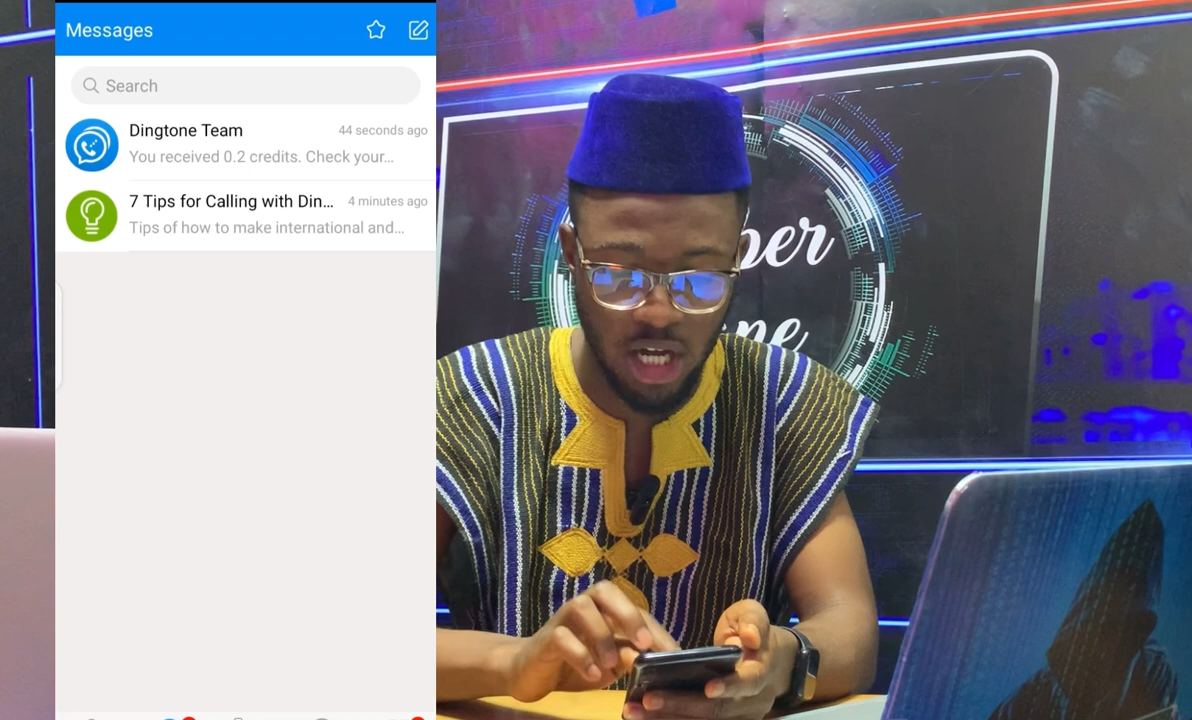 Messages
Search
Dingtone Team
44 seconds ago
You received 0.2 credits. Check your...
7 Tips for Calling with Din...
4 minutes ago
Tips of how to make international and...